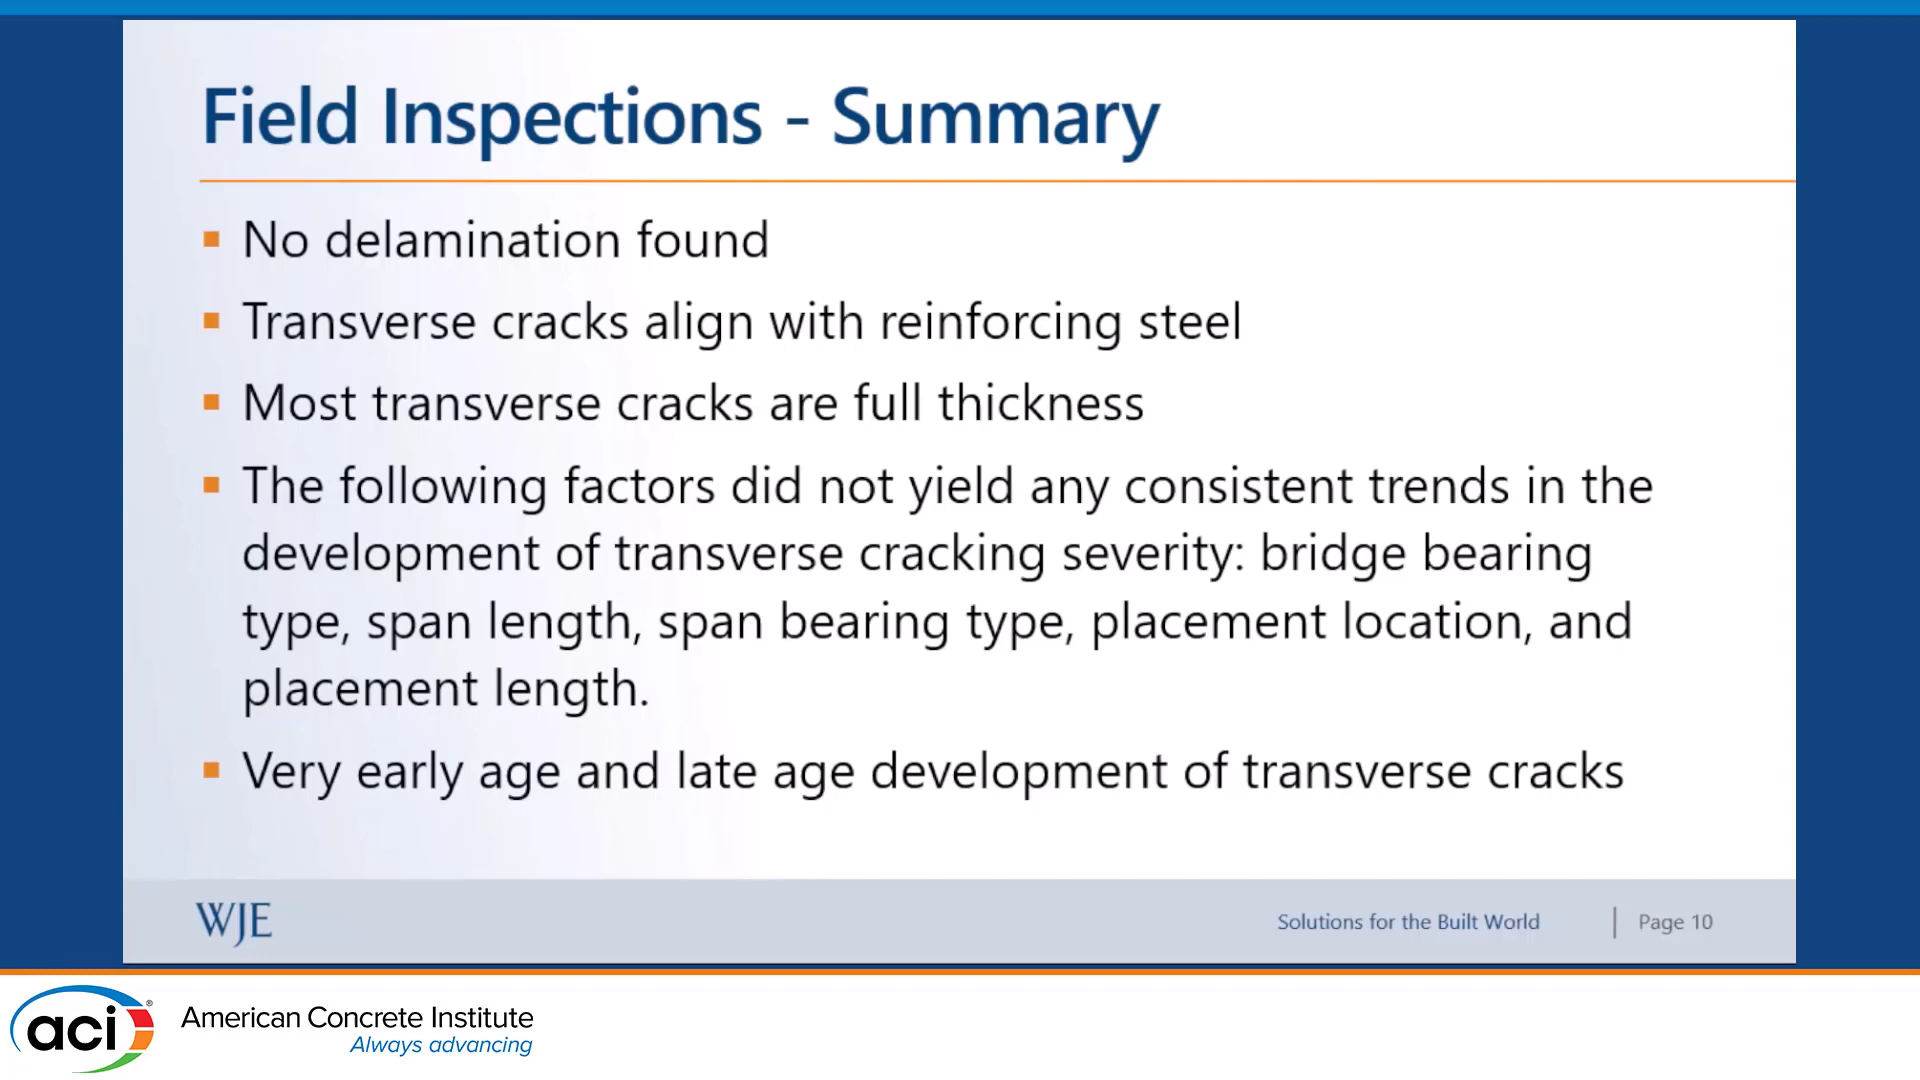 Field Inspections - Summary
No delamination found
Transverse cracks align with reinforcing steel
Most transverse cracks are full thickness
The following factors did not yield any consistent trends in the
development of transverse cracking severity: bridge bearing
type, span length, span bearing type, placement location, and
placement length.
Very early age and late age development of transverse cracks
WJE
Solutions for the Built World | Page 10
aci®
American Concrete Institute
Always advancing